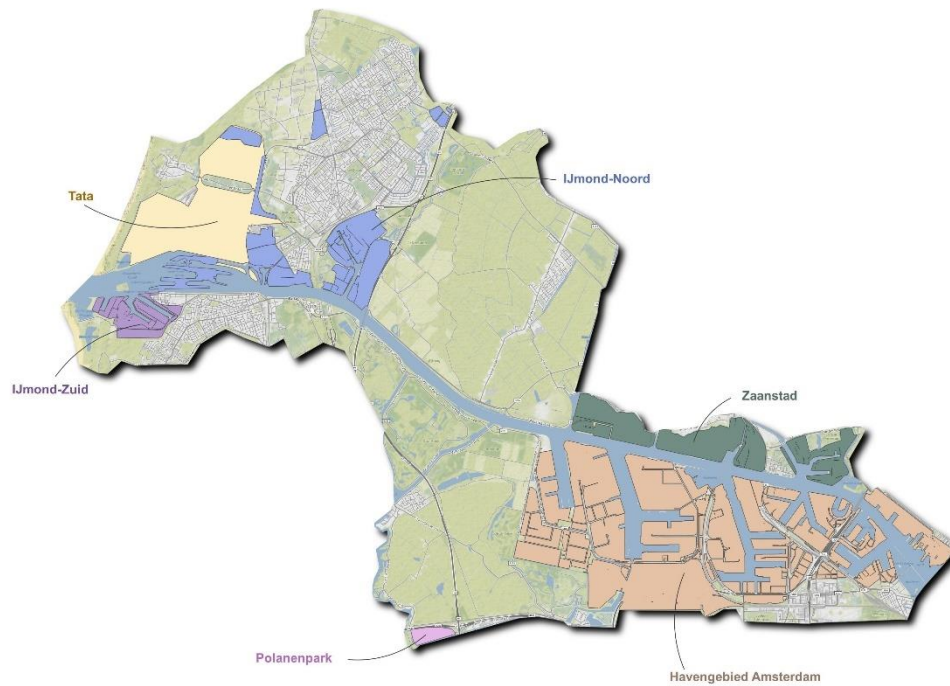 IJmond-Noord
Tata
IJmond-Zuid
Zaanstad
Polanenpark
Havengebied Amsterdam